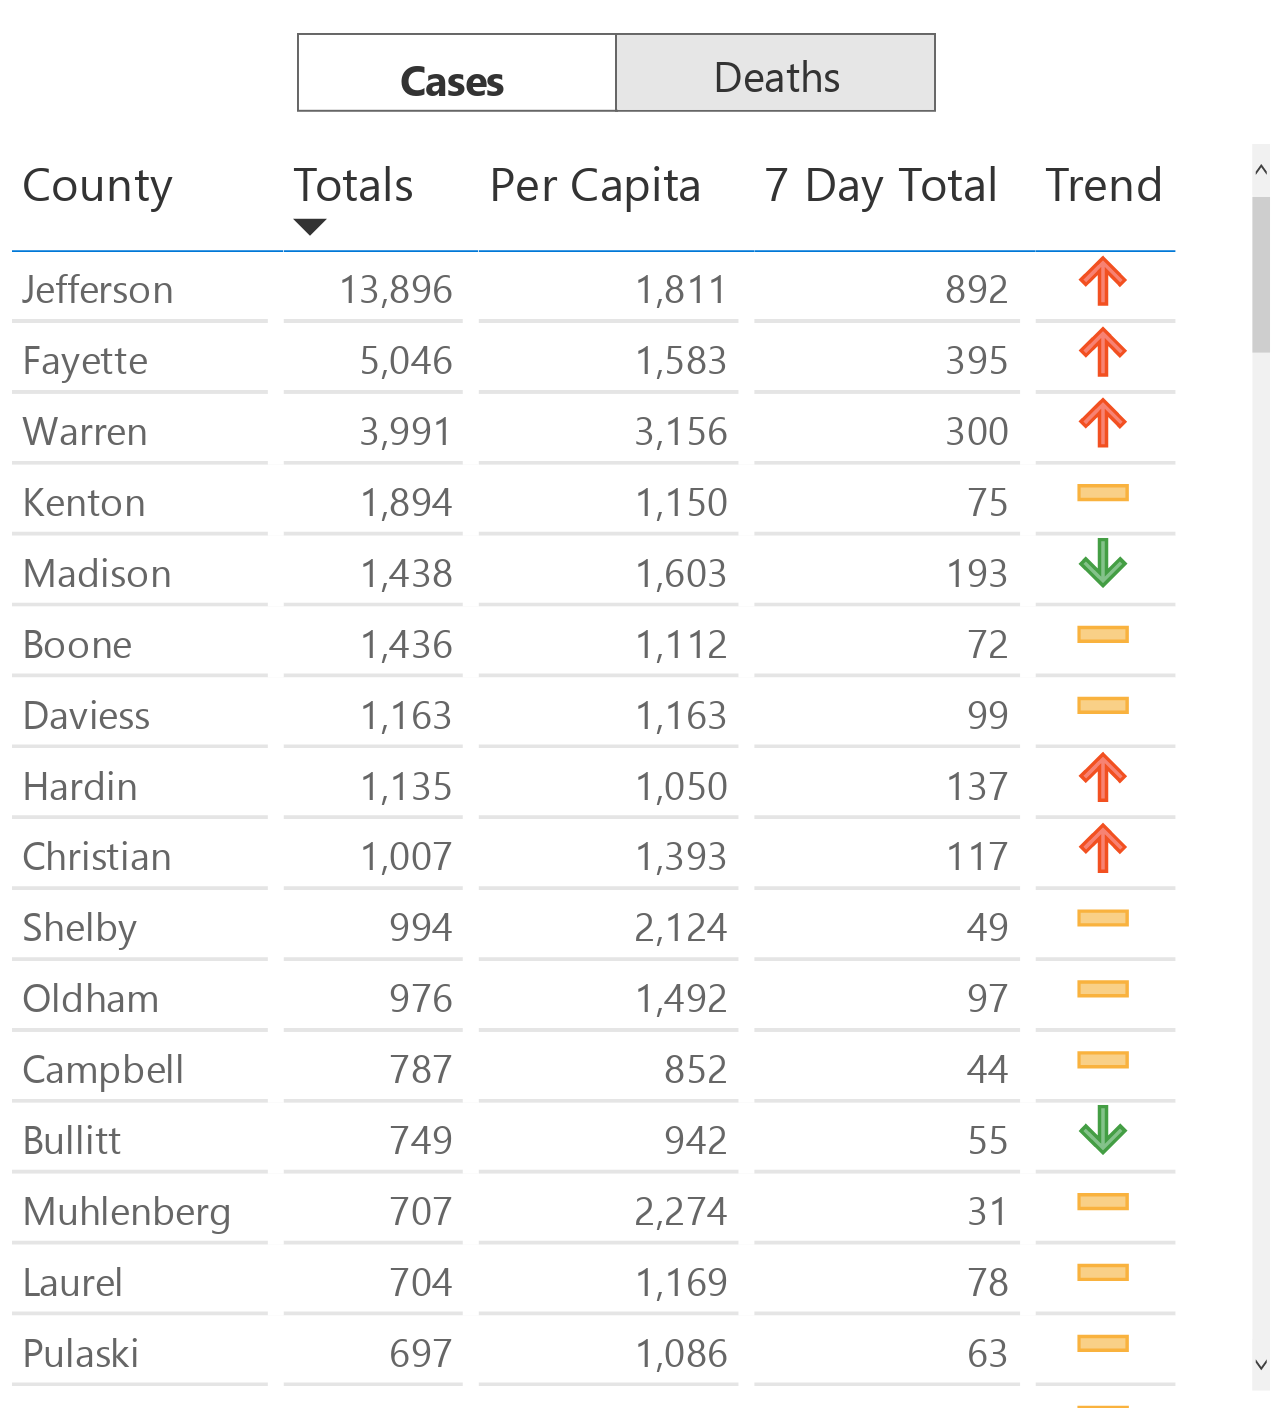 Cases Deaths
County Totals Per Capita 7 Day Total Trend
Jefferson 13,896 1,811 892
Fayette 5,046 1,583 395
Warren 3,991 3,156 300
Kenton 1,894 1,150 75
Madison 1,438 1,603 193
Boone 1,436 1,112 72
Daviess 1,163 1,163 99
Hardin 1,135 1,050 137
Christian 1,007 1,393 117
Shelby 994 2,124 49
Oldham 976 1,492 97
Campbell 787 852 44
Bullitt 749 942 55
Muhlenberg 707 2,274 31
Laurel 704 1,169 78
Pulaski 697 1,086 63